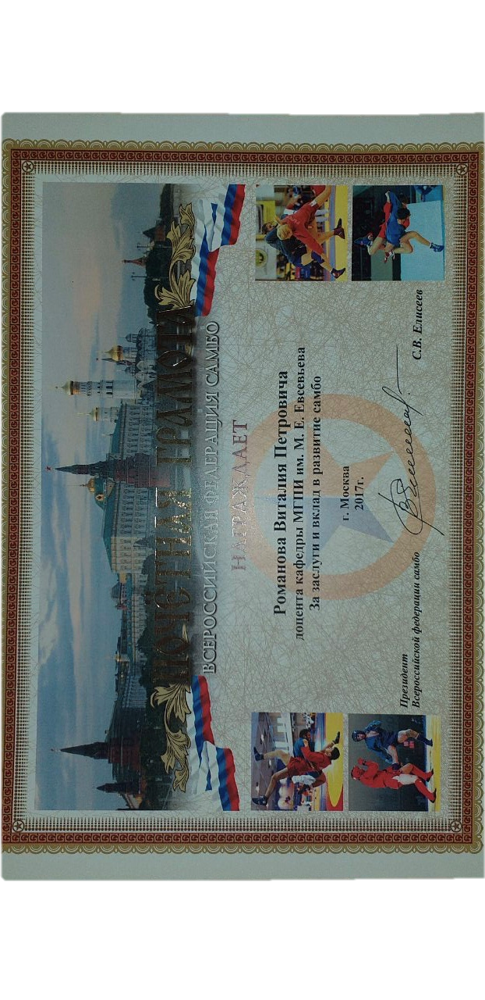 ПОЧЁТНАЯ ГРАМОТА
ВСЕРОССИЙСКАЯ ФЕДЕРАЦИЯ САМБО
НАГРАЖДАЕТ
Романова Виталия Петровича
доцента кафедры МГПИ им. М. Е. Евсевьева
За заслуги и вклад в развитие самбо
г. Москва
2017г.
Президент
Всероссийской федерации самбо
С.В. Елисеев